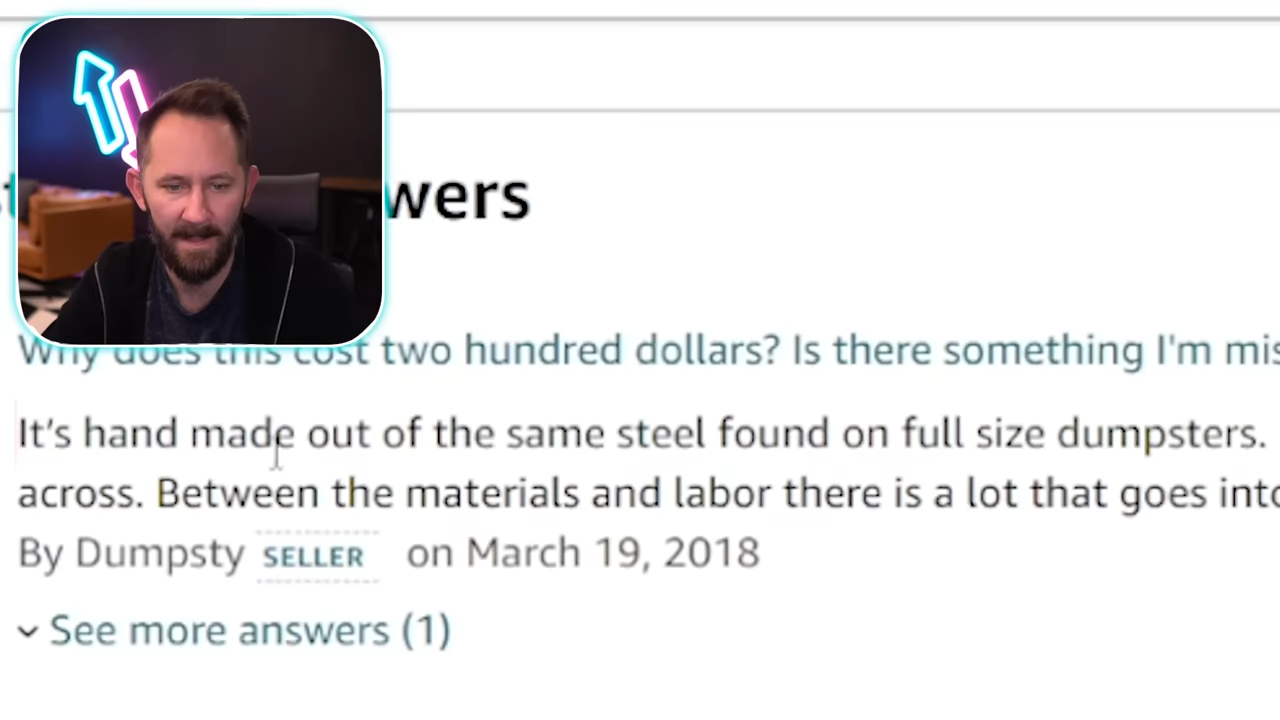 wers
Why does this cost two hundred dollars? Is there something I'm mis
It's hand made out of the same steel found on full size dumpsters.
across. Between the materials and labor there is a lot that goes into
By Dumpsty SELLER on March 19, 2018
See more answers (1)